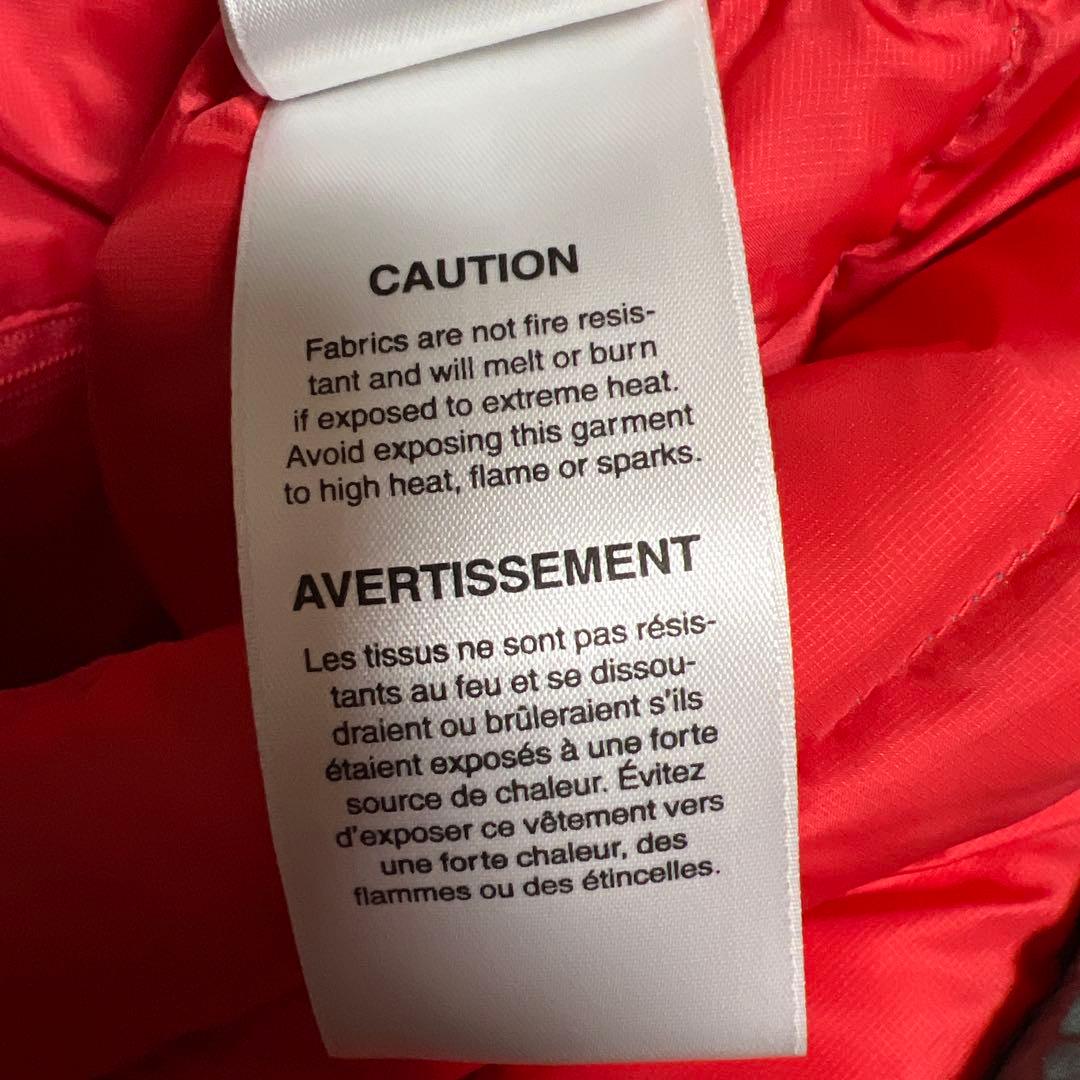 CAUTION
Fabrics are not fire resis-
tant and will melt or burn
if exposed to extreme heat.
Avoid exposing this garment
to high heat, flame or sparks.
AVERTISSEMENT
Les tissus ne sont pas résis-
tants au feu et se dissou-
draient ou brûleraient s'ils
étaient exposés à une forte
source de chaleur. Évitez
d'exposer ce vêtement vers
une forte chaleur, des
flammes ou des étincelles.